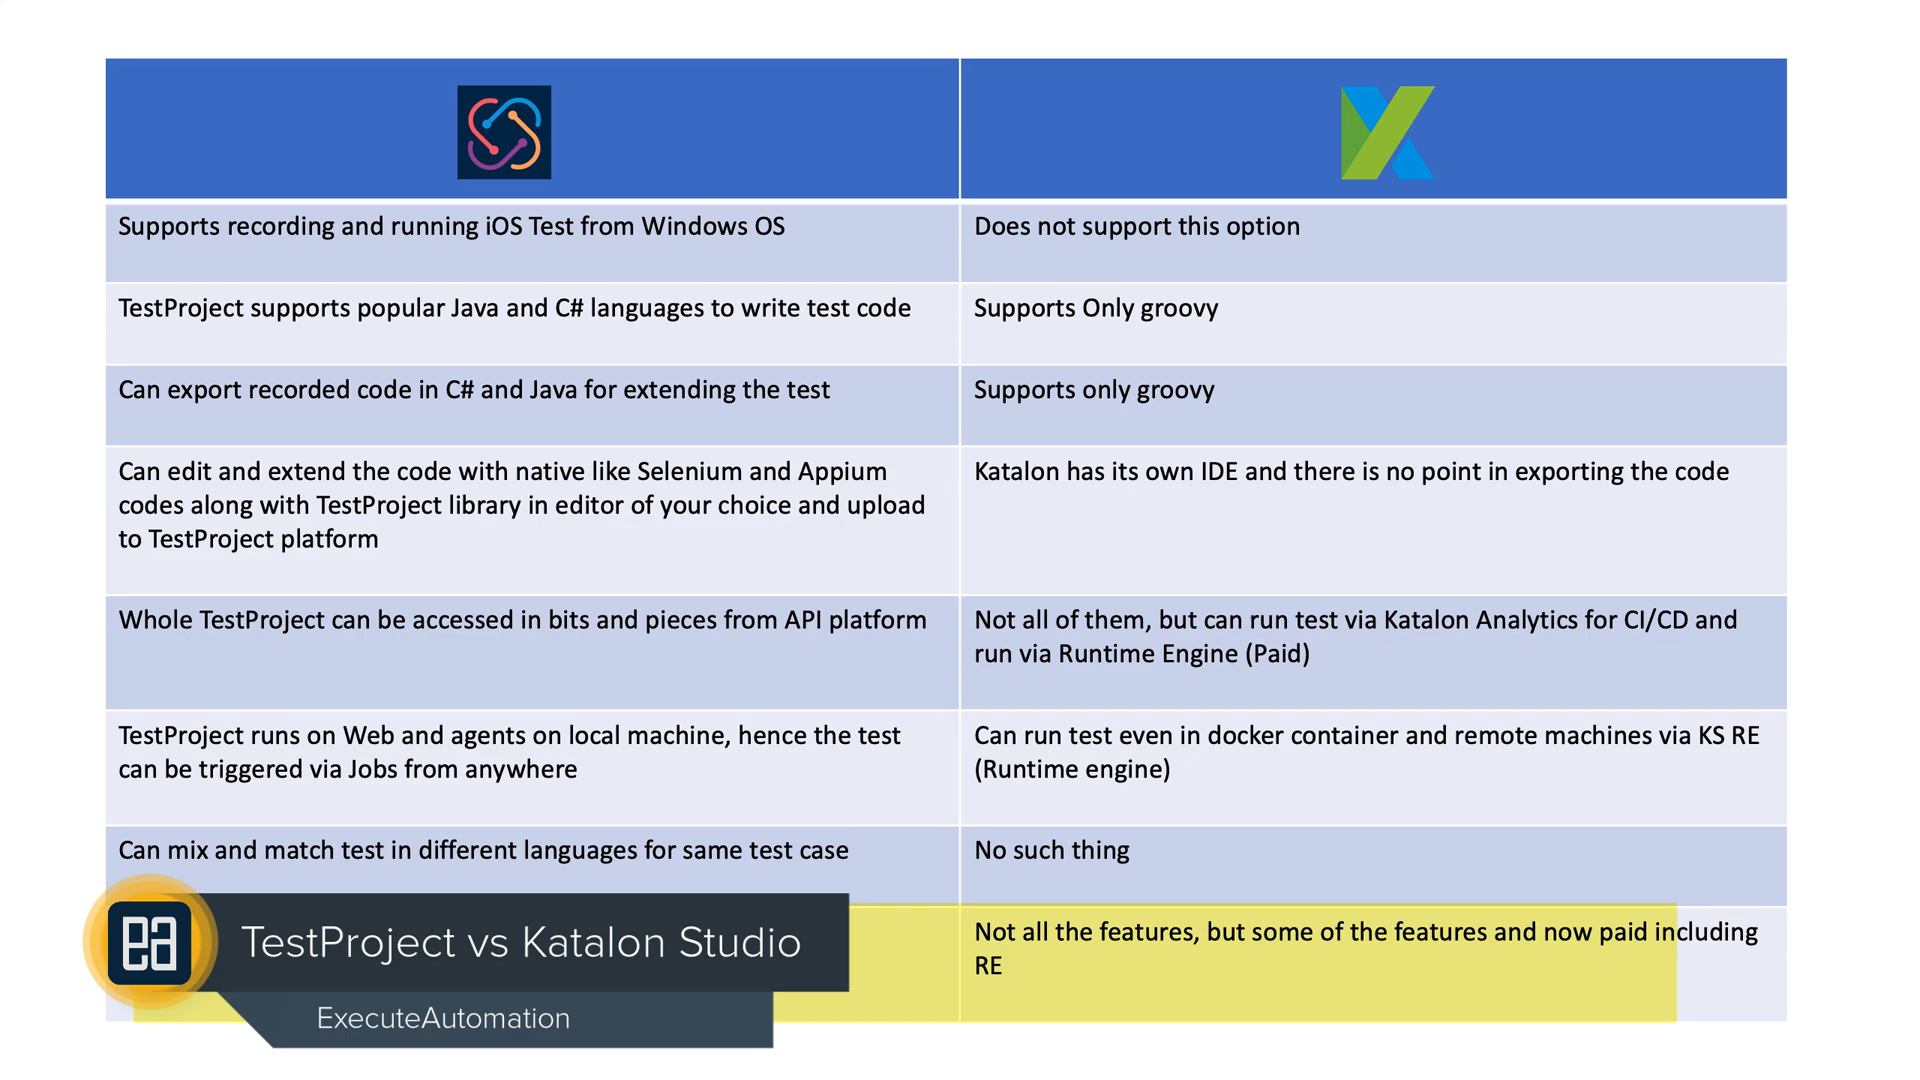 Supports recording and running iOS Test from Windows OS
Does not support this option
TestProject supports popular Java and C# languages to write test code
Supports Only groovy
Can export recorded code in C# and Java for extending the test
Supports only groovy
Can edit and extend the code with native like Selenium and Appium
codes along with TestProject library in editor of your choice and upload
to TestProject platform
Katalon has its own IDE and there is no point in exporting the code
Whole TestProject can be accessed in bits and pieces from API platform
Not all of them, but can run test via Katalon Analytics for CI/CD and
run via Runtime Engine (Paid)
TestProject runs on Web and agents on local machine, hence the test
can be triggered via Jobs from anywhere
Can run test even in docker container and remote machines via KS RE
(Runtime engine)
Can mix and match test in different languages for same test case
No such thing
Not all the features, but some of the features and now paid including
RE
ea
TestProject vs Katalon Studio
ExecuteAutomation